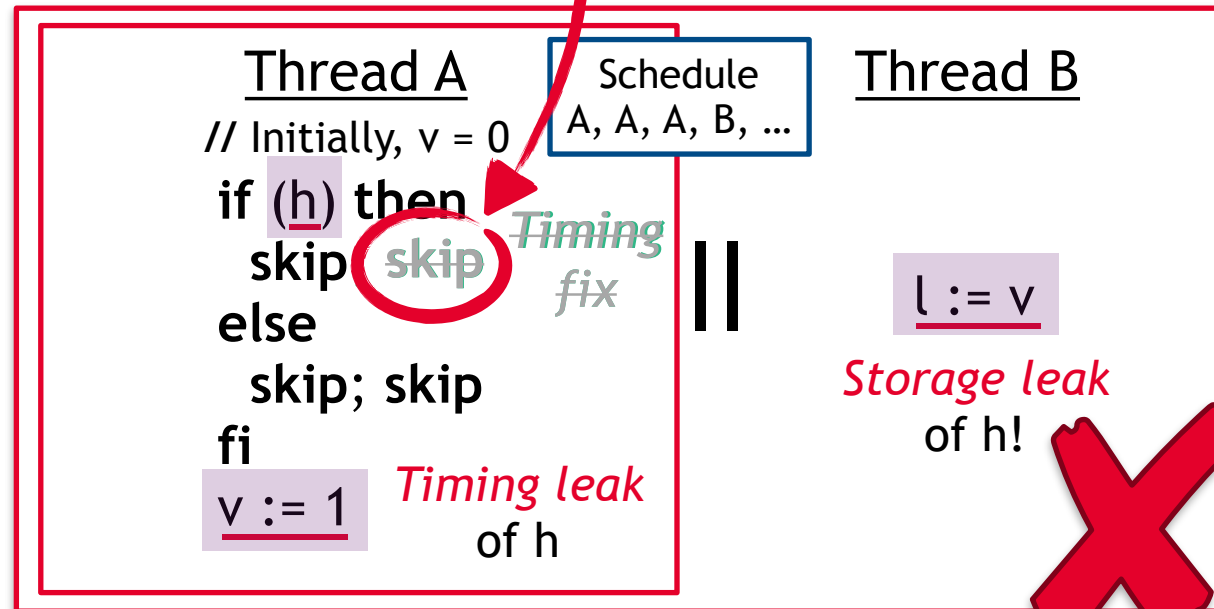 Thread A
// Initially, v = 0
if (h) then
skip skip
else
skip; skip
fi
v := 1
Timing
fix
Timing leak
of h
Schedule
A, A, A, B, ...
||
Thread B
l := v
Storage leak
of h!